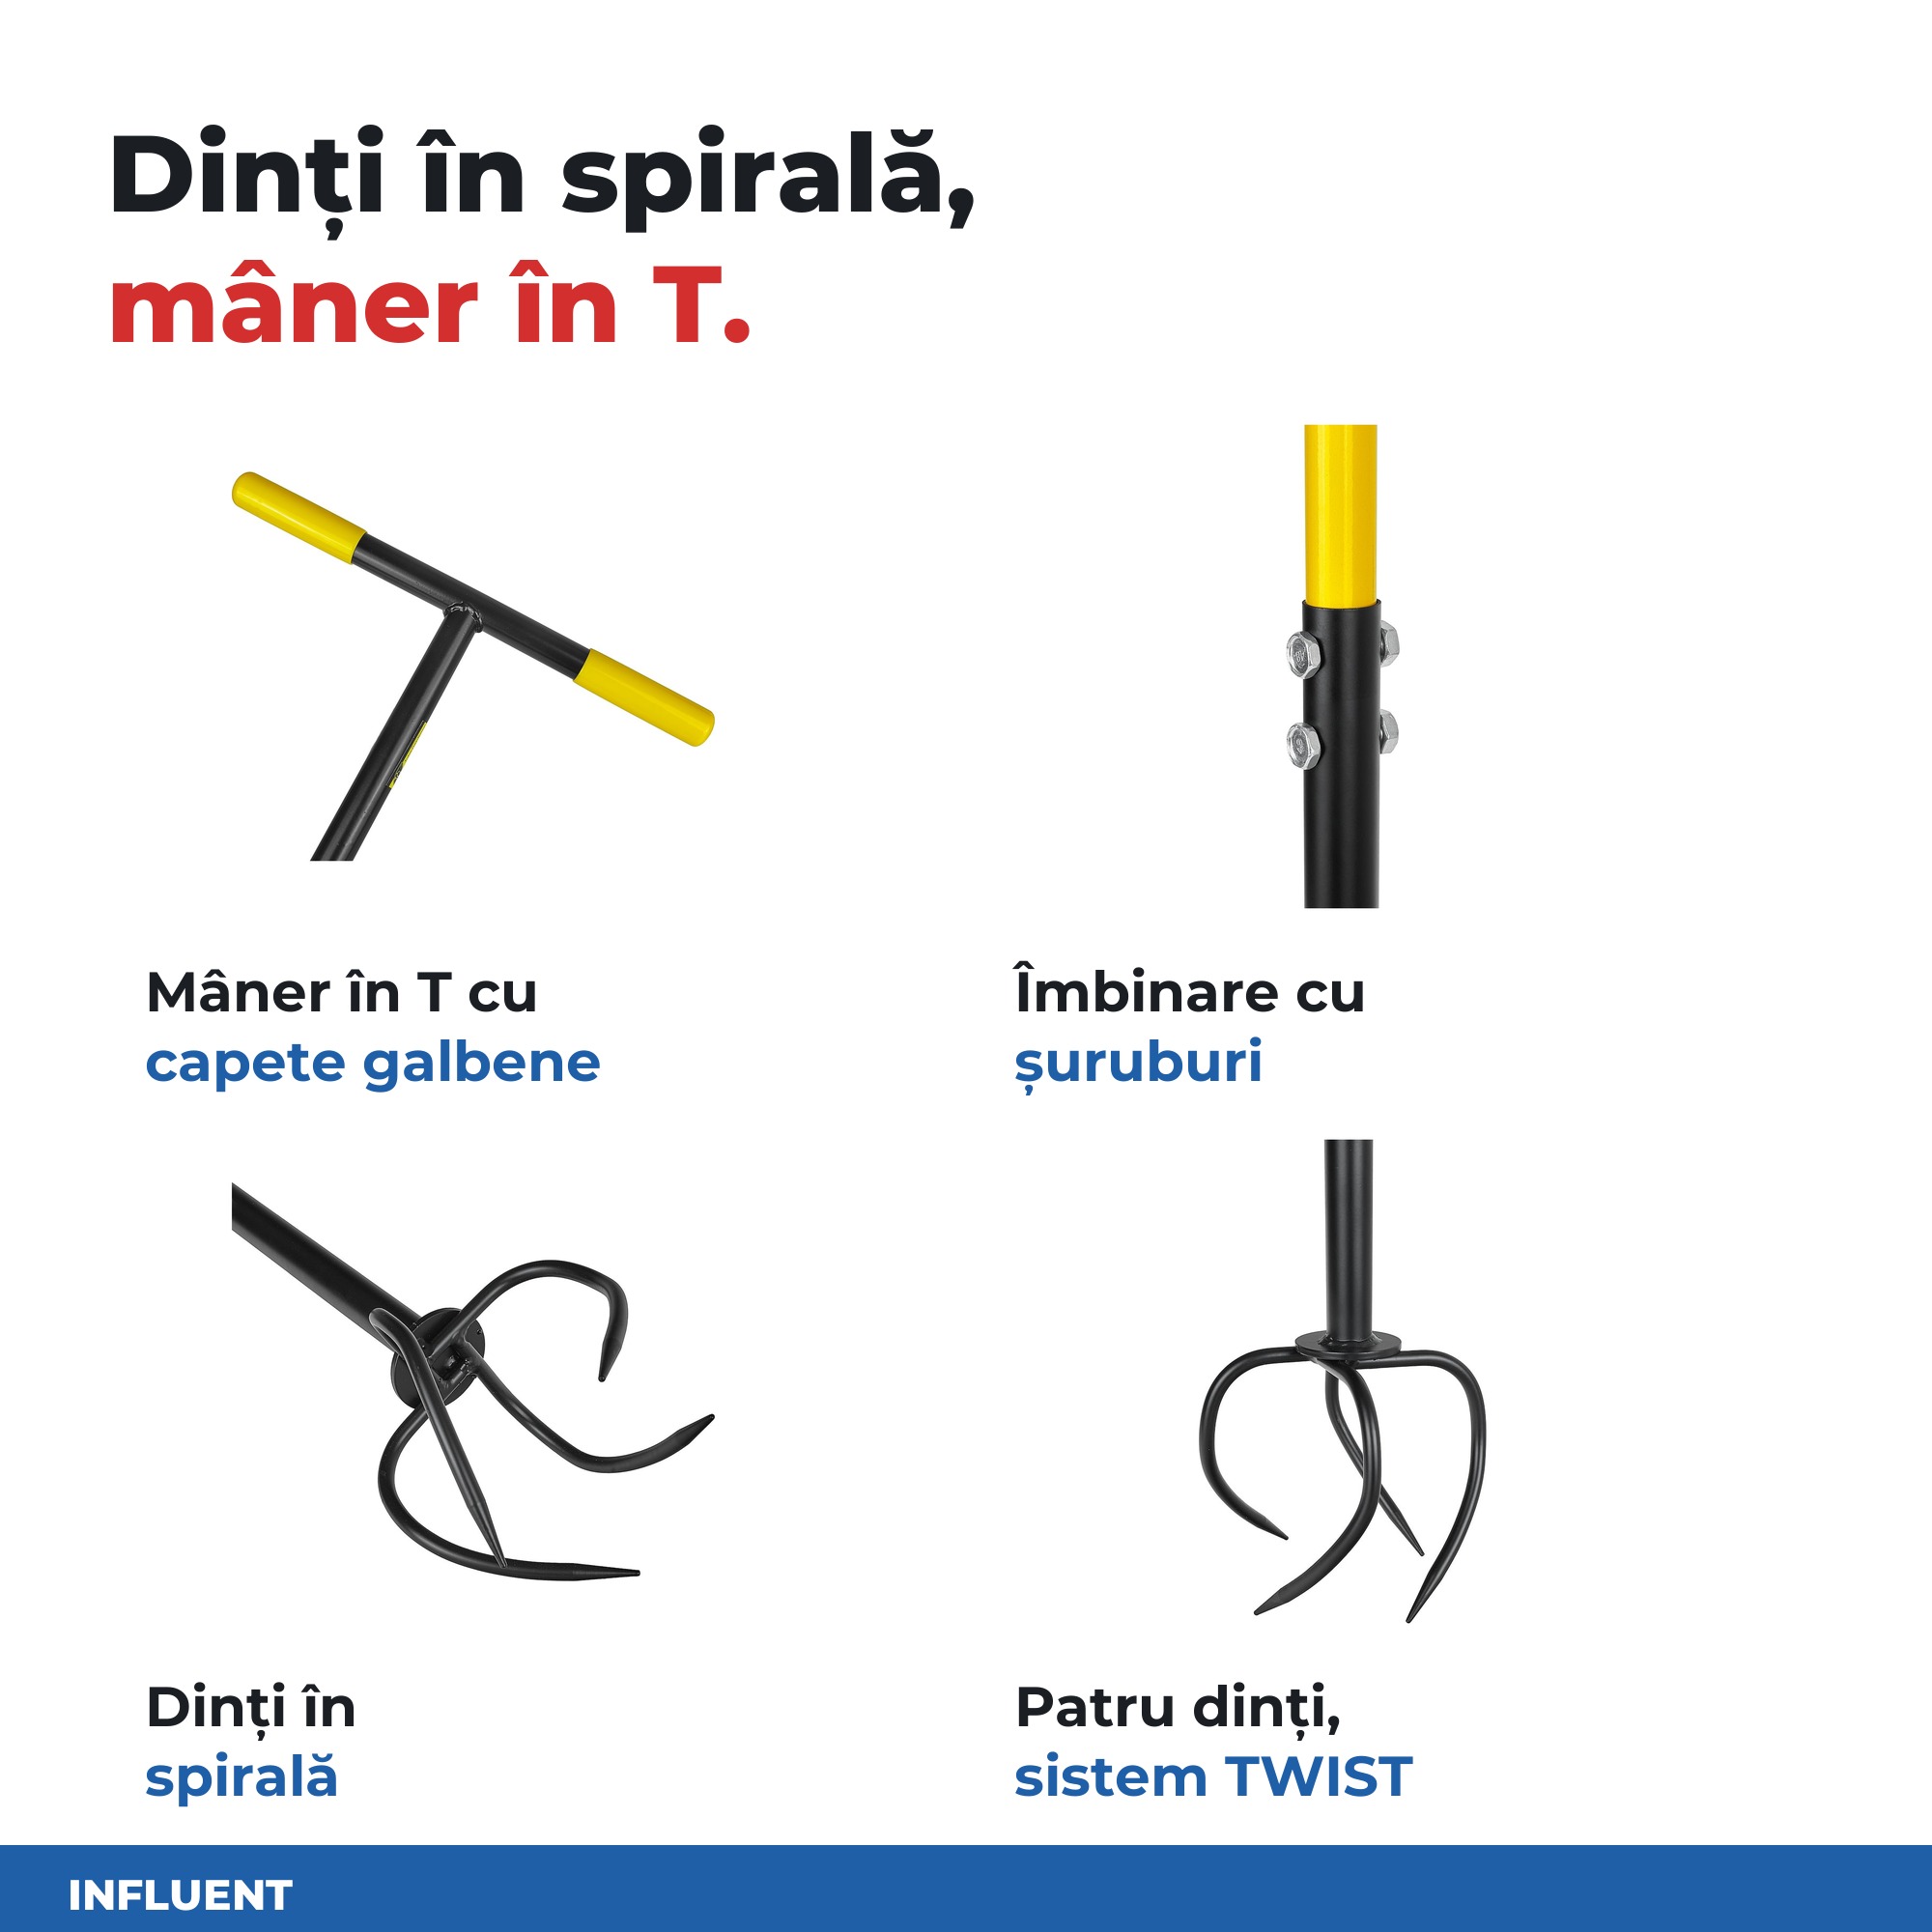 Dinți în spirală,
mâner în T.
Mâner în T cu
capete galbene
Îmbinare cu
șuruburi
Dinți în
spirală
Patru dinți,
sistem TWIST
INFLUENT